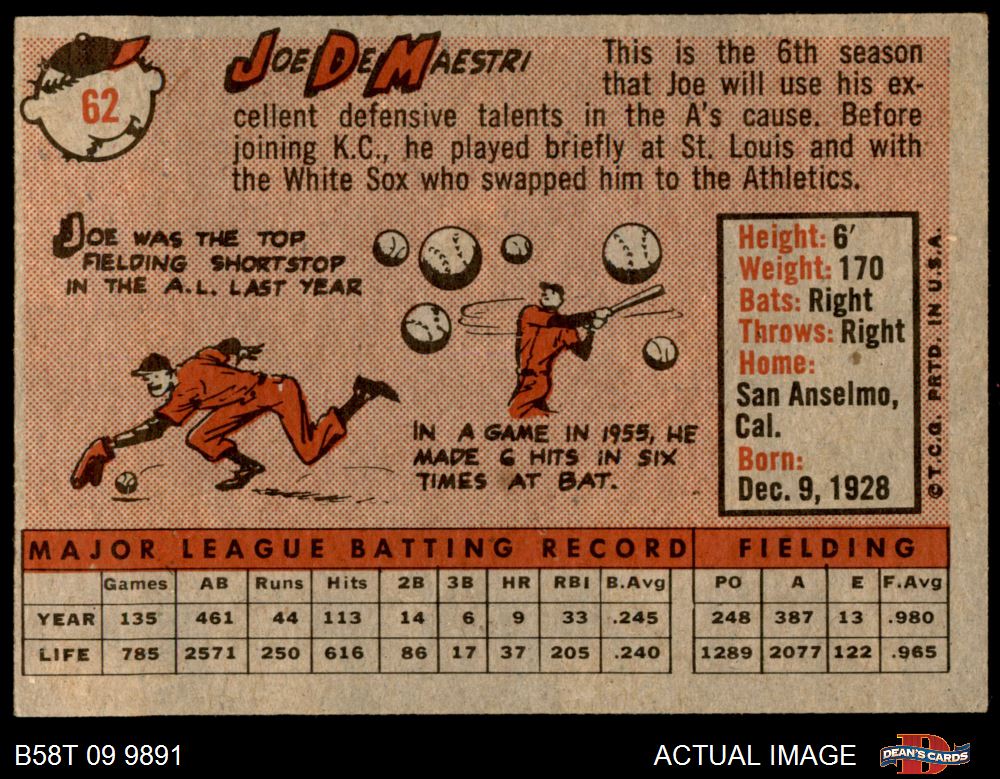 62
JOE DE MAESTRI
This is the 6th season
that Joe will use his ex-
cellent defensive talents in the A's cause. Before
joining K.C., he played briefly at St. Louis and with
the White Sox who swapped him to the Athletics.
JOE WAS THE TOP
FIELDING SHORTSTOP
IN THE A.L. LAST YEAR
IN A GAME IN 1955, HE
MADE 6 HITS IN SIX
TIMES AT BAT.
Height: 6'
Weight: 170
Bats: Right
Throws: Right
Home:
San Anselmo,
Cal.
Born:
Dec. 9, 1928
© T.C.G. PRTD. IN U.S.A.
MAJOR LEAGUE BATTING RECORD FIELDING
Games AB Runs Hits 2B 3B HR RBI B.Avg PO A E F.Avg
YEAR 135 461 44 113 14 6 9 33 .245 248 387 13 .980
LIFE 785 2571 250 616 86 17 37 205 .240 1289 2077 122 .965
B58T 09 9891 ACTUAL IMAGE DEAN'S CARDS